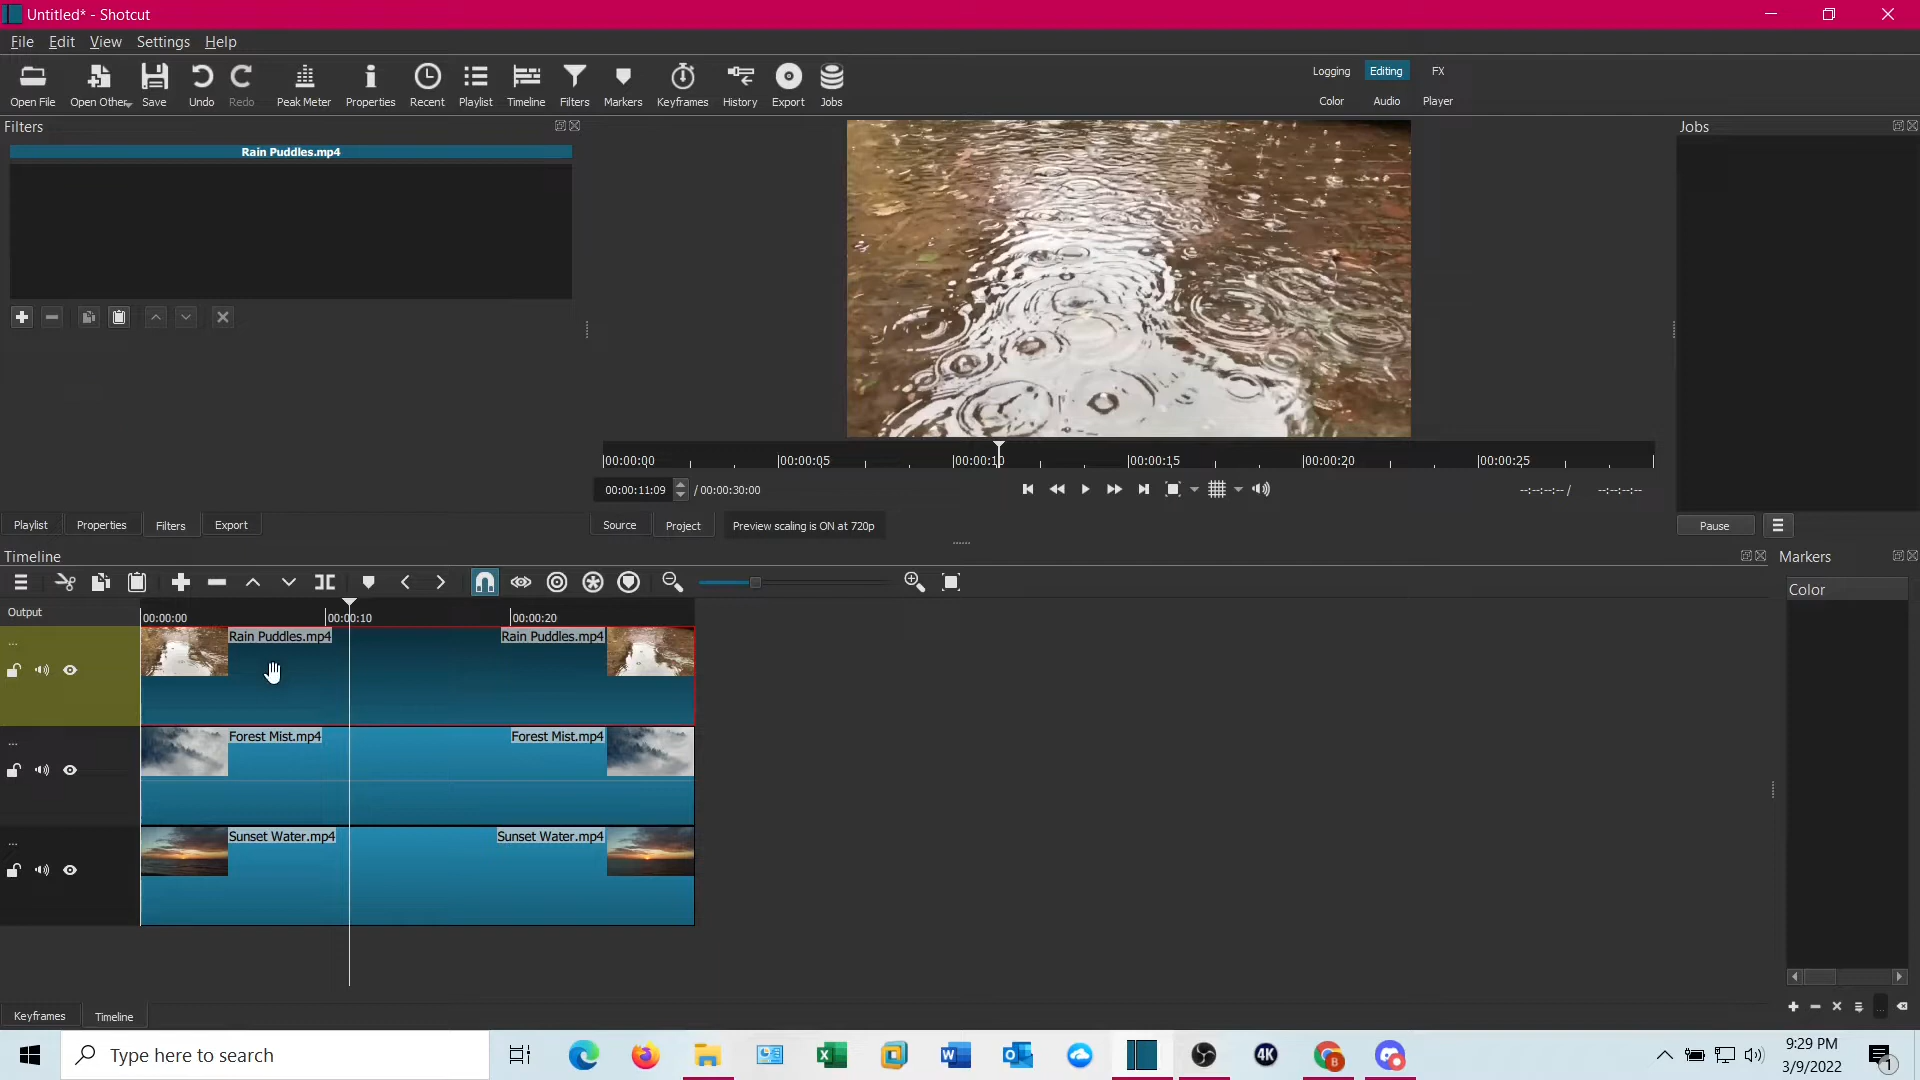 Untitled* - Shotcut
File Edit View Settings Help
Open File Open Other Save Undo Redo Peak Meter Properties Recent Playlist Timeline Filters Markers Keyframes History Export Jobs
Logging Editing FX
Color Audio Player
Filters
Rain Puddles.mp4
Jobs
00:00:00 00:00:05 00:00:10 00:00:15 00:00:20 00:00:25
00:00:11:09 / 00:00:30:00 --:--:--:-- / --:--:--:--
Playlist Properties Filters Export
Source Project Preview scaling is ON at 720p
Pause
Timeline
Markers
Color
Output
00:00:00 00:00:10 00:00:20
... Rain Puddles.mp4 Rain Puddles.mp4
... Forest Mist.mp4 Forest Mist.mp4
... Sunset Water.mp4 Sunset Water.mp4
...
Keyframes Timeline
Type here to search
X
W
O
4K
B
9:29 PM
3/9/2022
1